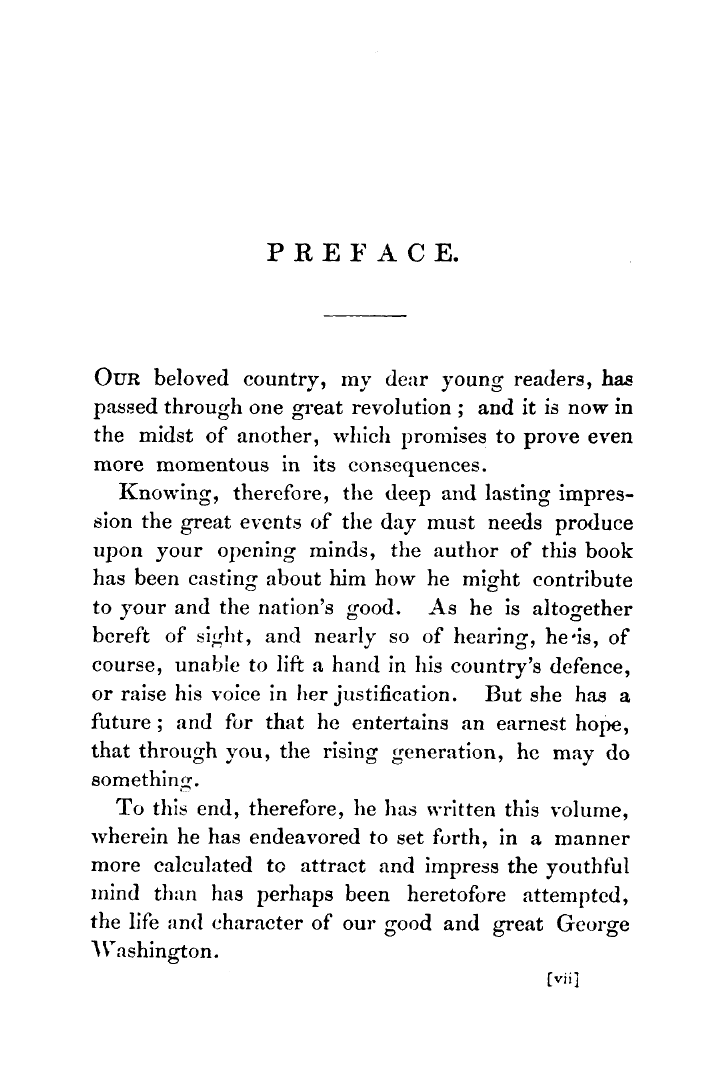 PREFACE.
OUR beloved country, my dear young readers, has
passed through one great revolution ; and it is now in
the midst of another, which promises to prove even
more momentous in its consequences.
Knowing, therefore, the deep and lasting impres-
sion the great events of the day must needs produce
upon your opening minds, the author of this book
has been casting about him how he might contribute
to your and the nation's good. As he is altogether
bereft of sight, and nearly so of hearing, he is, of
course, unable to lift a hand in his country's defence,
or raise his voice in her justification. But she has a
future ; and for that he entertains an earnest hope,
that through you, the rising generation, he may do
something.
To this end, therefore, he has written this volume,
wherein he has endeavored to set forth, in a manner
more calculated to attract and impress the youthful
mind than has perhaps been heretofore attempted,
the life and character of our good and great George
Washington.
[vii]